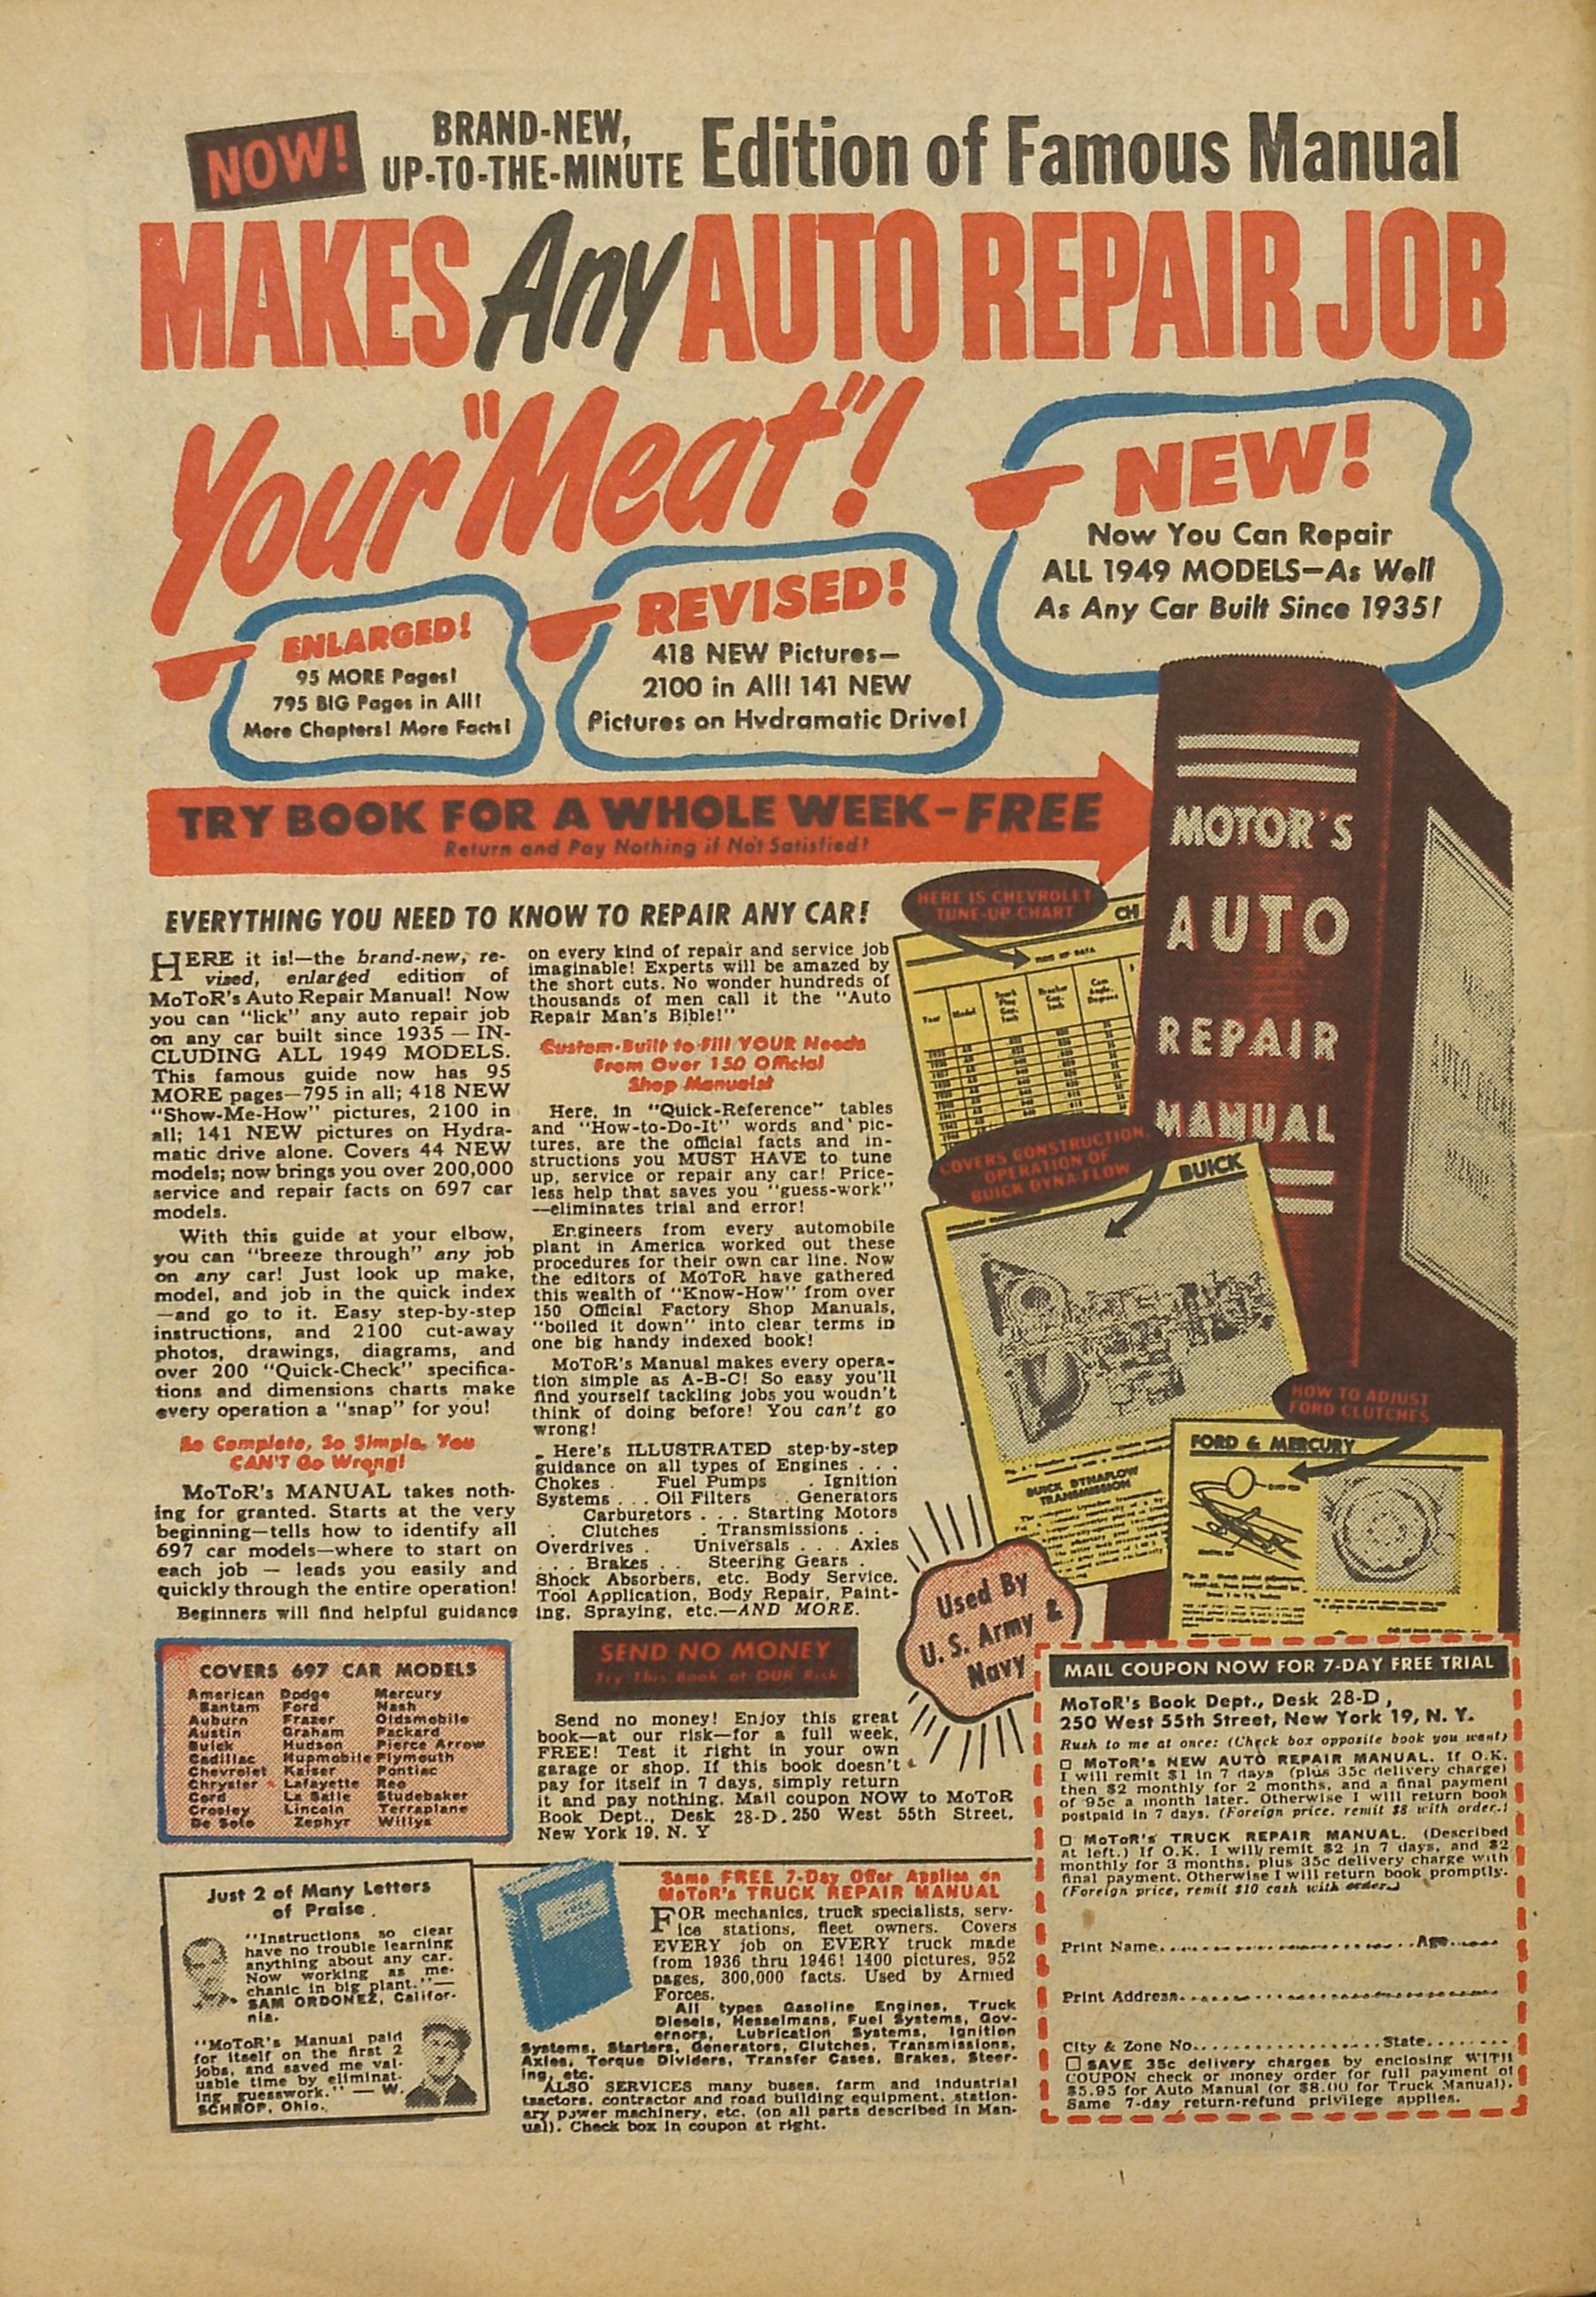 NOW!
BRAND-NEW,
UP-TO-THE-MINUTE
Edition of Famous Manual
MAKES Any AUTO REPAIR JOB
Your "Meat"!
NEW!
Now You Can Repair
ALL 1949 MODELS—As Well
As Any Car Built Since 1935!
REVISED!
418 NEW Pictures—
2100 in All! 141 NEW
Pictures on Hydramatic Drive!
ENLARGED!
95 MORE Pages!
795 BIG Pages in All!
More Chapters! More Facts!
TRY BOOK FOR A WHOLE WEEK—FREE
Return and Pay Nothing if Not Satisfied!
MOTOR'S
AUTO
REPAIR
MANUAL
EVERYTHING YOU NEED TO KNOW TO REPAIR ANY CAR!
HERE it is!—the brand-new, re-
vised, enlarged edition of
MoToR's Auto Repair Manual! Now
you can "lick" any auto repair job
on any car built since 1935 — IN-
CLUDING ALL 1949 MODELS.
This famous guide now has 95
MORE pages—795 in all; 418 NEW
"Show-Me-How" pictures, 2100 in
all; 141 NEW pictures on Hydra-
matic drive alone. Covers 44 NEW
models; now brings you over 200,000
service and repair facts on 697 car
models.
With this guide at your elbow,
you can "breeze through" any job
on any car! Just look up make,
model, and job in the quick index
—and go to it. Easy step-by-step
instructions, and 2100 cut-away
photos, drawings, diagrams, and
over 200 "Quick-Check" specifica-
tions and dimensions charts make
every operation a "snap" for you!
So Complete, So Simple, You
CAN'T Go Wrong!
MoToR's MANUAL takes noth-
ing for granted. Starts at the very
beginning—tells how to identify all
697 car models—where to start on
each job — leads you easily and
quickly through the entire operation!
Beginners will find helpful guidance
on every kind of repair and service job
imaginable! Experts will be amazed by
the short cuts. No wonder hundreds of
thousands of men call it the "Auto
Repair Man's Bible!"
Custom-Built to Fill YOUR Needs
From Over 150 Official
Shop Manuals!
Here, in "Quick-Reference" tables
and "How-to-Do-It" words and pic-
tures, are the official facts and in-
structions you MUST HAVE to tune
up, service or repair any car! Price-
less help that saves you "guess-work"
—eliminates trial and error!
Engineers from every automobile
plant in America worked out these
procedures for their own car line. Now
the editors of MoToR have gathered
this wealth of "Know-How" from over
150 Official Factory Shop Manuals,
"boiled it down" into clear terms in
one big handy indexed book!
MoToR's Manual makes every opera-
tion simple as A-B-C! So easy you'll
find yourself tackling jobs you woudn't
think of doing before! You can't go
wrong!
Here's ILLUSTRATED step-by-step
guidance on all types of Engines . . .
Chokes . Fuel Pumps . Ignition
Systems . . . Oil Filters . . Generators
Carburetors . . . Starting Motors
. Clutches . Transmissions . .
Overdrives . Universals . . . Axles
. . . Brakes . . Steering Gears .
Shock Absorbers, etc. Body Service,
Tool Application, Body Repair, Paint-
ing, Spraying, etc.—AND MORE.
HERE IS CHEVROLET
TUNE-UP CHART
CH
TUNE UP DATA
Year
Model
Spark Plug Gap, Inch
Breaker Gap, Inch
Cam Angle, Degrees
COVERS CONSTRUCTION,
OPERATION OF
BUICK DYNA-FLOW
BUICK
BUICK DYNAFLOW
TRANSMISSION
HOW TO ADJUST
FORD CLUTCHES
FORD & MERCURY
Used By
U. S. Army &
Navy
COVERS 697 CAR MODELS
American Bantam
Auburn
Austin
Buick
Cadillac
Chevrolet
Chrysler
Cord
Crosley
De Soto
Dodge
Ford
Frazer
Graham
Hudson
Hupmobile
Kaiser
Lafayette
La Salle
Lincoln
Zephyr
Mercury
Nash
Oldsmobile
Packard
Pierce Arrow
Plymouth
Pontiac
Reo
Studebaker
Terraplane
Willys
SEND NO MONEY
Try This Book at OUR Risk
Send no money! Enjoy this great
book—at our risk—for a full week,
FREE! Test it right in your own
garage or shop. If this book doesn't
pay for itself in 7 days, simply return
it and pay nothing. Mail coupon NOW to MoToR
Book Dept., Desk 28-D, 250 West 55th Street,
New York 19, N. Y
Just 2 of Many Letters
of Praise
"Instructions so clear
have no trouble learning
anything about any car.
Now working as me-
chanic in big plant."—
SAM ORDONEZ, Califor-
nia.
"MoToR's Manual paid
for itself on the first 2
jobs, and saved me val-
uable time by eliminat-
ing guesswork." — W.
SCHROP, Ohio.
Same FREE 7-Day Offer Applies on
MoToR's TRUCK REPAIR MANUAL
FOR mechanics, truck specialists, serv-
ice stations, fleet owners. Covers
EVERY job on EVERY truck made
from 1936 thru 1946! 1400 pictures, 952
pages, 300,000 facts. Used by Armed
Forces.
All types Gasoline Engines, Truck
Diesels, Hesselmans, Fuel Systems, Gov-
ernors, Lubrication Systems, Ignition
Systems, Starters, Generators, Clutches, Transmissions,
Axles, Torque Dividers, Transfer Cases, Brakes, Steer-
ing, etc.
ALSO SERVICES many buses, farm and industrial
tractors, contractor and road building equipment, station-
ary power machinery, etc. (on all parts described in Man-
ual). Check box in coupon at right.
MAIL COUPON NOW FOR 7-DAY FREE TRIAL
MoToR's Book Dept., Desk 28-D,
250 West 55th Street, New York 19, N. Y.
Rush to me at once: (Check box opposite book you want)
□ MoToR's NEW AUTO REPAIR MANUAL. If O.K.
I will remit $1 in 7 days (plus 35c delivery charge)
then $2 monthly for 2 months, and a final payment
of 95c a month later. Otherwise I will return book
postpaid in 7 days. (Foreign price, remit $8 with order.)
□ MoToR's TRUCK REPAIR MANUAL. (Described
at left.) If O.K. I will remit $2 in 7 days, and $2
monthly for 3 months, plus 35c delivery charge with
final payment. Otherwise I will return book promptly.
(Foreign price, remit $10 cash with order.)
Print Name........................Age......
Print Address..............................
City & Zone No........................State........
□ SAVE 35c delivery charges by enclosing WITH
COUPON check or money order for full payment of
$5.95 for Auto Manual (or $8.00 for Truck Manual).
Same 7-day return-refund privilege applies.